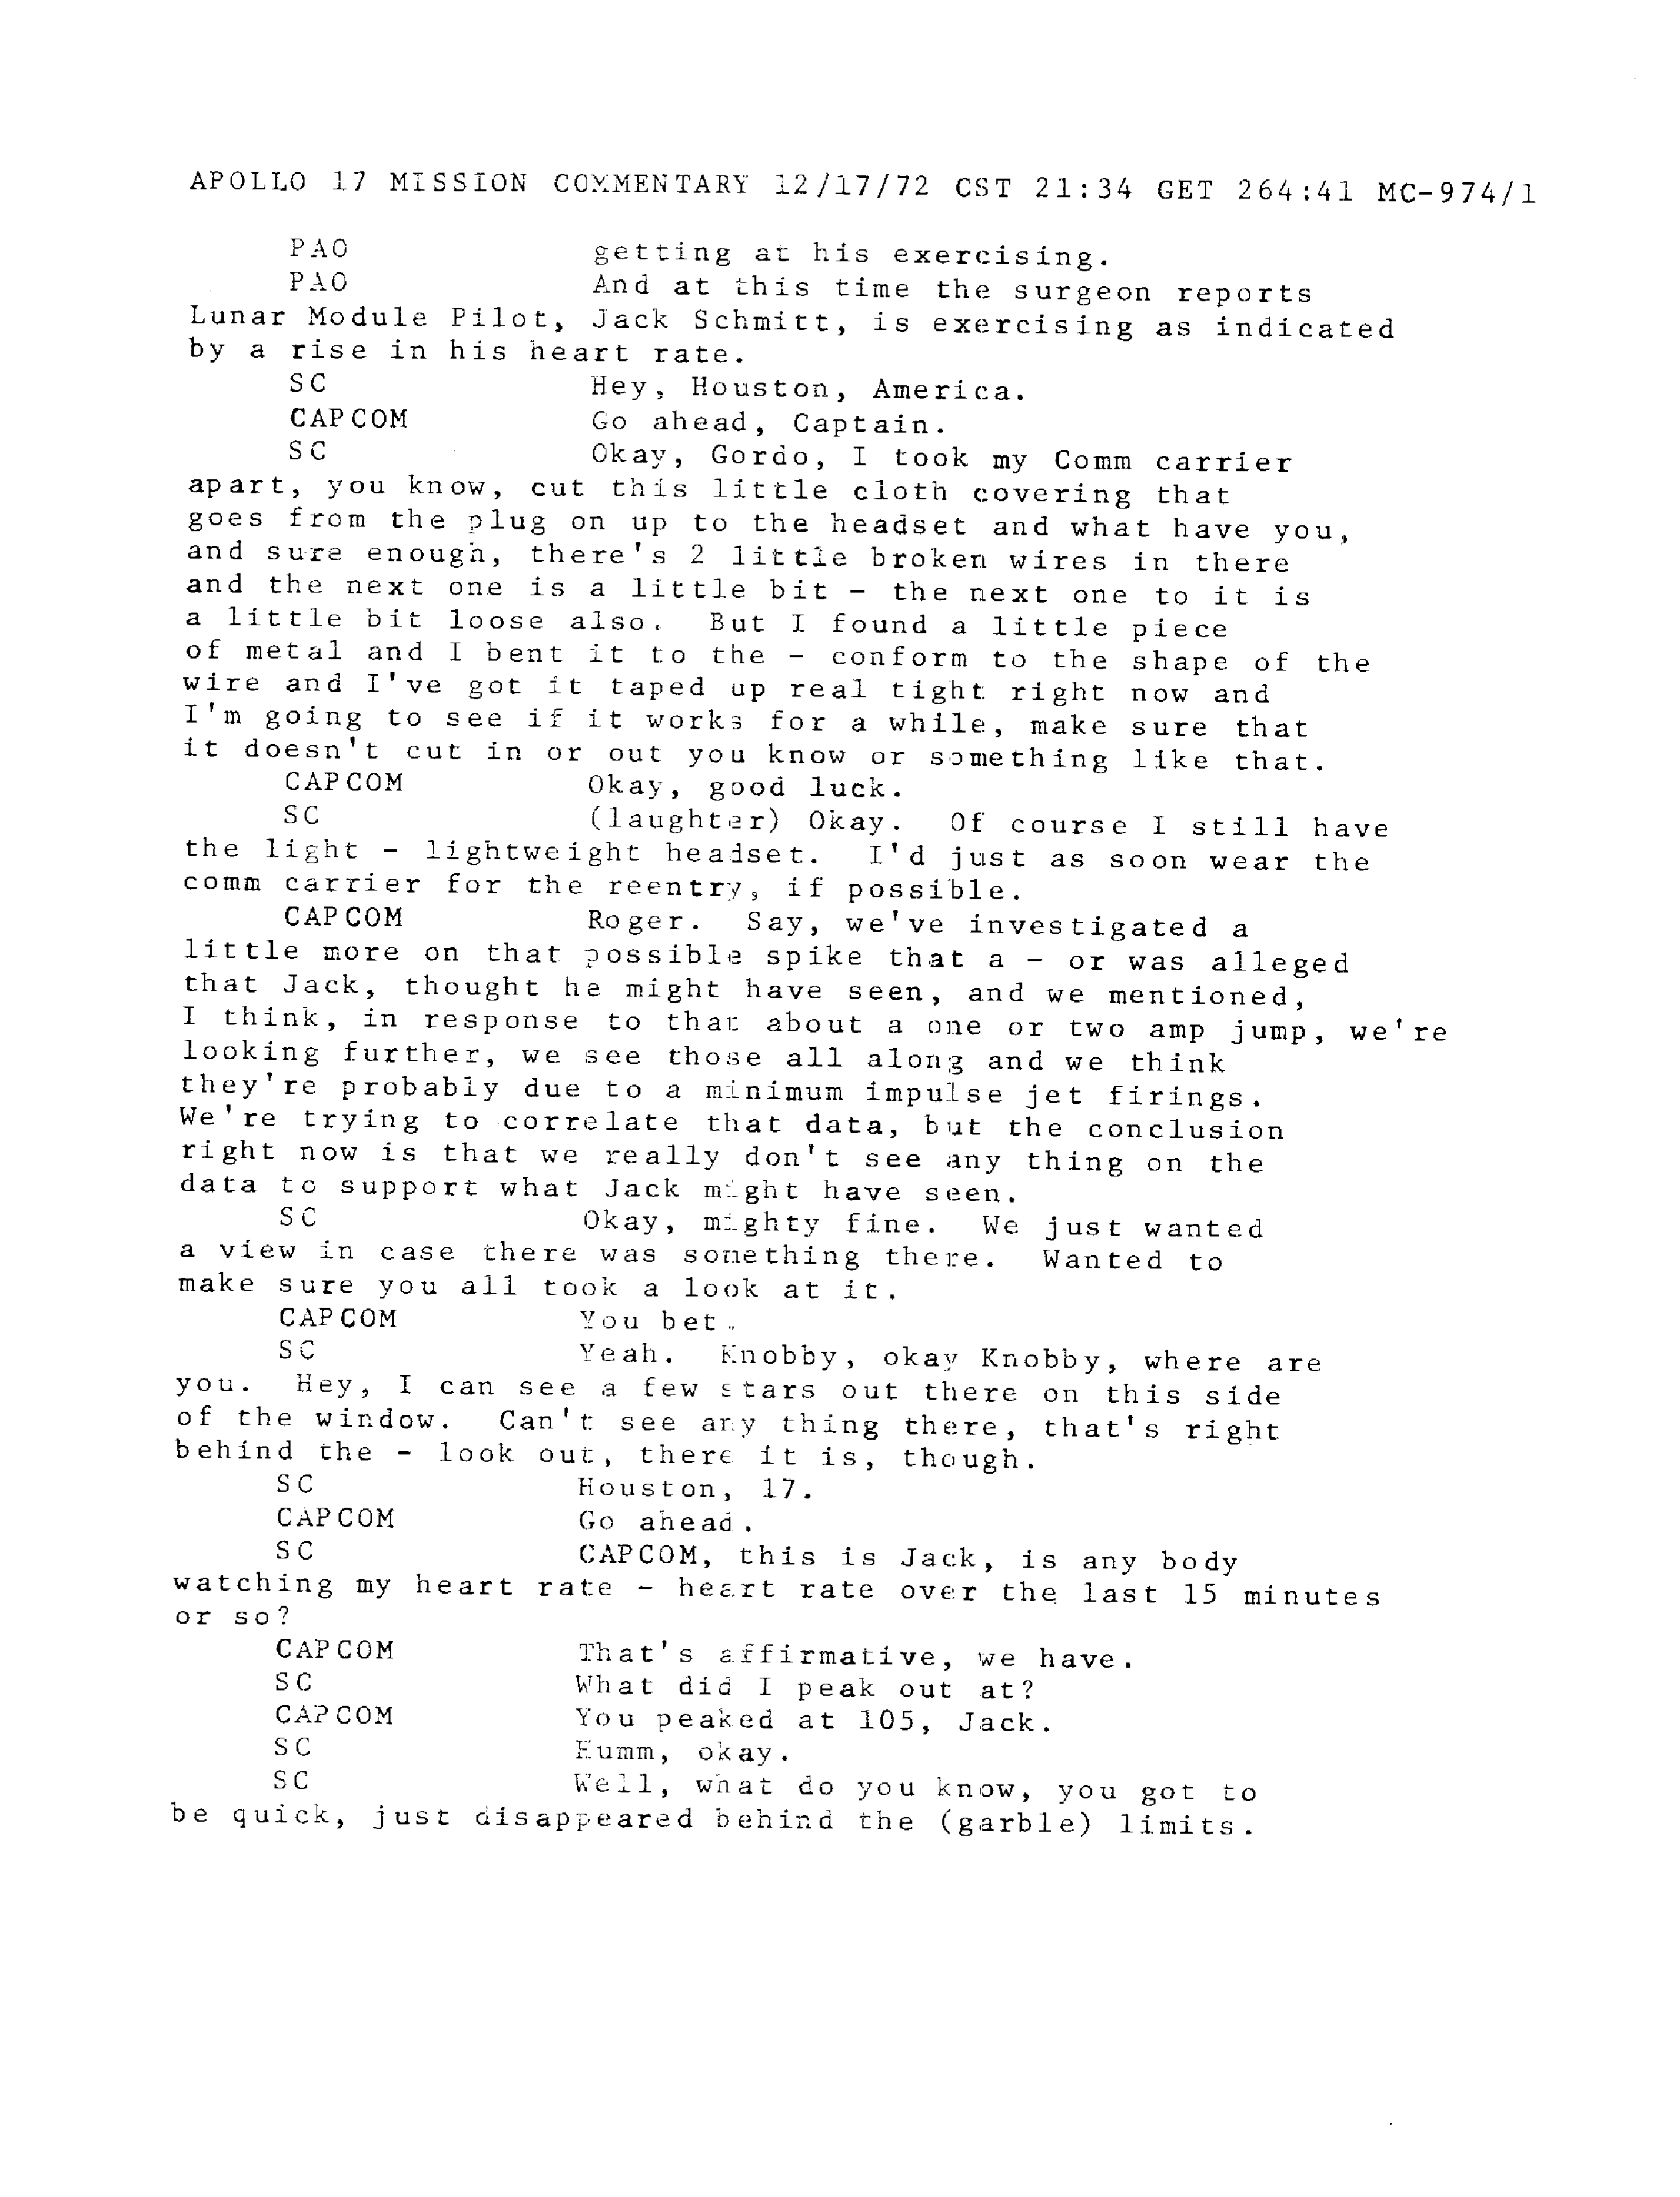 APOLLO 17 MISSION COMMENTARY 12/17/72 CST 21:34 GET 264:41 MC-974/1
PAO getting at his exercising.
PAO And at this time the surgeon reports
Lunar Module Pilot, Jack Schmitt, is exercising as indicated
by a rise in his heart rate.
SC Hey, Houston, America.
CAPCOM Go ahead, Captain.
SC Okay, Gordo, I took my Comm carrier
apart, you know, cut this little cloth covering that
goes from the plug on up to the headset and what have you,
and sure enough, there's 2 little broken wires in there
and the next one is a little bit - the next one to it is
a little bit loose also. But I found a little piece
of metal and I bent it to the - conform to the shape of the
wire and I've got it taped up real tight right now and
I'm going to see if it works for a while, make sure that
it doesn't cut in or out you know or something like that.
CAPCOM Okay, good luck.
SC (laughter) Okay. Of course I still have
the light - lightweight headset. I'd just as soon wear the
comm carrier for the reentry, if possible.
CAPCOM Roger. Say, we've investigated a
little more on that possible spike that a - or was alleged
that Jack, thought he might have seen, and we mentioned,
I think, in response to that about a one or two amp jump, we're
looking further, we see those all along and we think
they're probably due to a minimum impulse jet firings.
We're trying to correlate that data, but the conclusion
right now is that we really don't see any thing on the
data to support what Jack might have seen.
SC Okay, mighty fine. We just wanted
a view in case there was something there. Wanted to
make sure you all took a look at it.
CAPCOM You bet.
SC Yeah. Knobby, okay Knobby, where are
you. Hey, I can see a few stars out there on this side
of the window. Can't see any thing there, that's right
behind the - look out, there it is, though.
SC Houston, 17.
CAPCOM Go ahead.
SC CAPCOM, this is Jack, is any body
watching my heart rate - heart rate over the last 15 minutes
or so?
CAPCOM That's affirmative, we have.
SC What did I peak out at?
CAPCOM You peaked at 105, Jack.
SC Humm, okay.
SC Well, what do you know, you got to
be quick, just disappeared behind the (garble) limits.